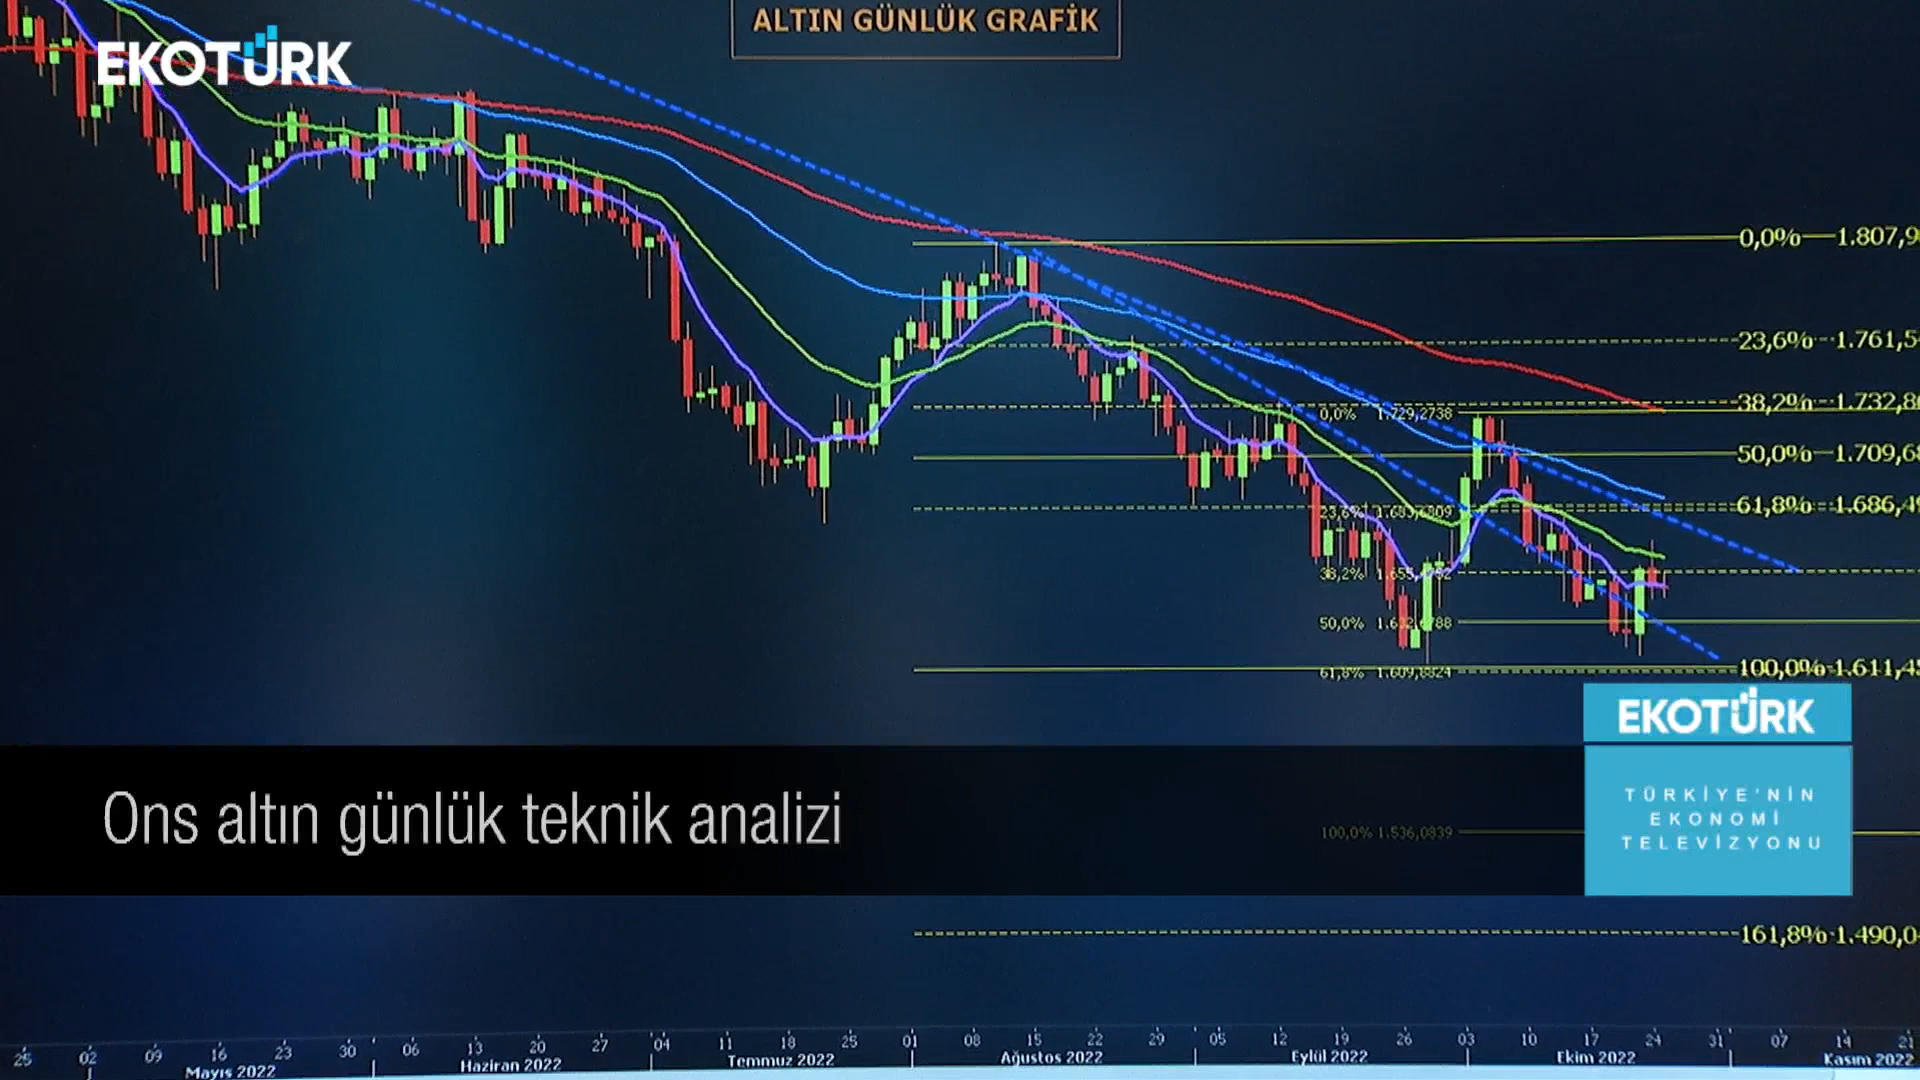 ALTIN GÜNLÜK GRAFİK
EKOTÜRK
0,0% 1.807,9
23,6% 1.761,5
38,2% 1.732,8
0,0% 1.729,2738
50,0% 1.709,68
61,8% 1.686,49
23,6%
38,2%
50,0%
100,0% 1.611,45
61,8% 1.609,8824
EKOTÜRK
TÜRKİYE'NİN
EKONOMİ
TELEVİZYONU
Ons altın günlük teknik analizi
100,0% 1.536,0839
161,8% 1.490,0
25 02 09 16 23 30 06 13 20 27 04 11 18 25 01 08 15 22 29 05 12 19 26 03 10 17 24 31 07 14 21
Mayıs 2022 Haziran 2022 Temmuz 2022 Ağustos 2022 Eylül 2022 Ekim 2022 Kasım 2022